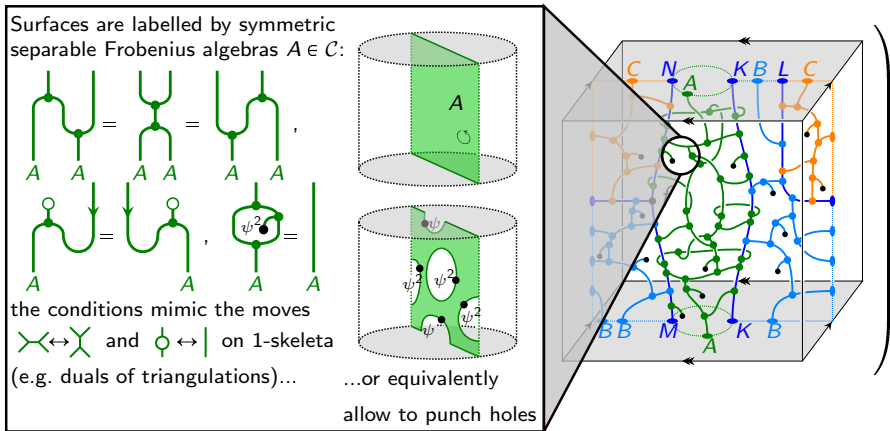 Surfaces are labelled by symmetric
separable Frobenius algebras A ∈ 𝒞:
= = ,
A A A A A A
= , ψ² =
A A A A
the conditions mimic the moves
↔ and ↔ on 1-skeleta
(e.g. duals of triangulations)...
A
ψ
ψ² ψ²
ψ ψ²
...or equivalently
allow to punch holes
C N K B L C
A
B B M K B
A